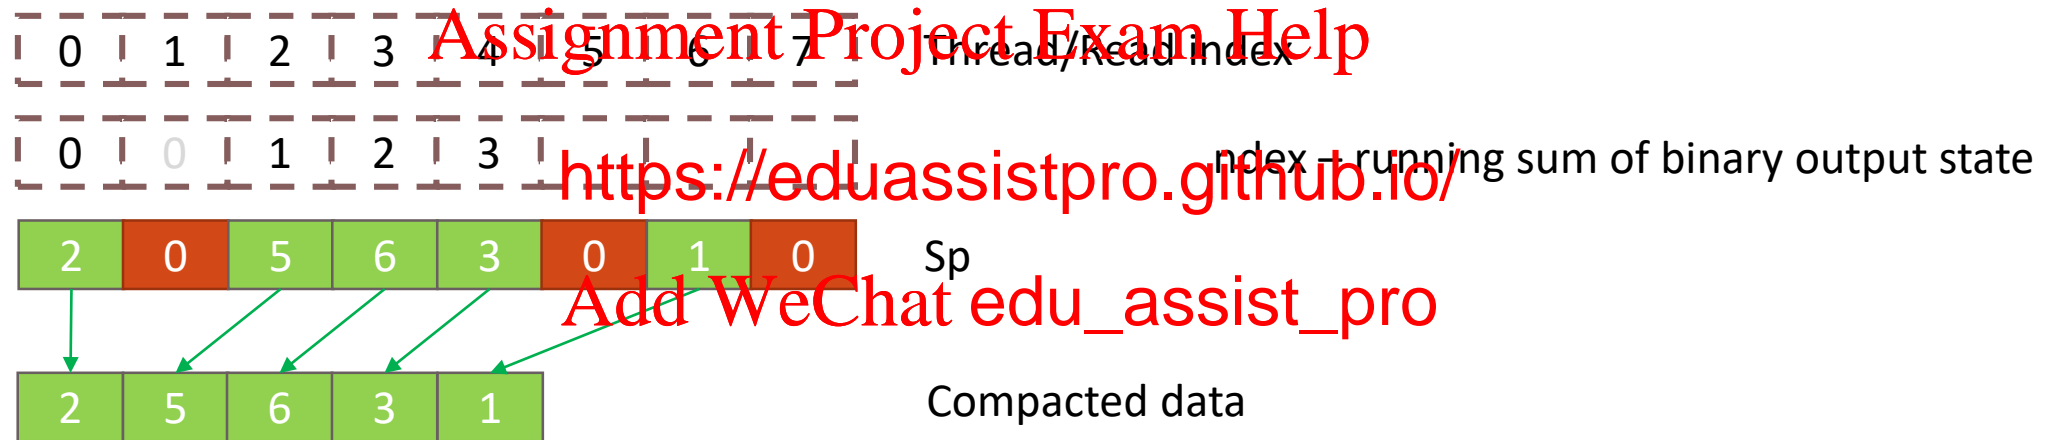 Assignment Project Exam Help
0 1 2 3 4 5 6 7 Thread/Read index
0 0 1 2 3 ndex – running sum of binary output state
https://eduassistpro.github.io/
2 0 5 6 3 0 1 0 Sp
Add WeChat edu_assist_pro
2 5 6 3 1 Compacted data